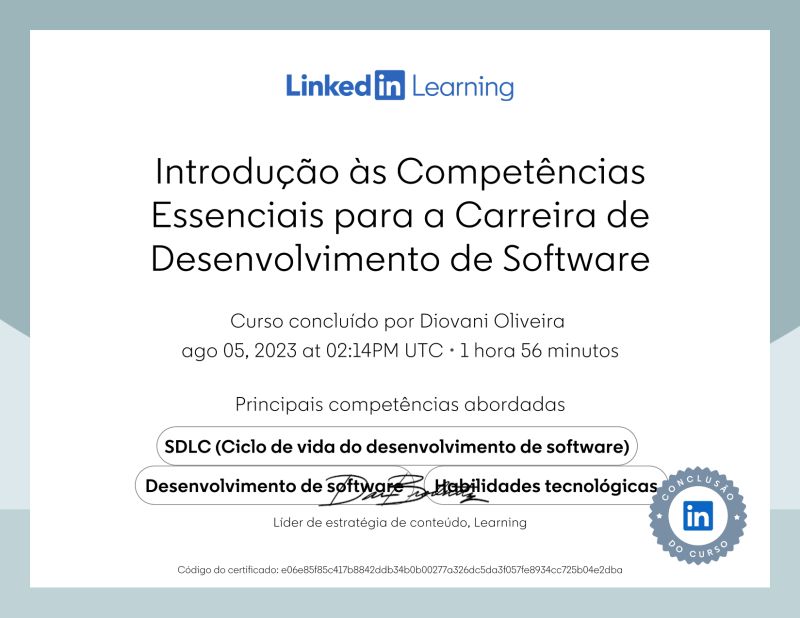 Linked in Learning
Introdução às Competências
Essenciais para a Carreira de
Desenvolvimento de Software
Curso concluído por Diovani Oliveira
ago 05, 2023 at 02:14PM UTC • 1 hora 56 minutos
Principais competências abordadas
SDLC (Ciclo de vida do desenvolvimento de software)
Desenvolvimento de software
Habilidades tecnológicas
Líder de estratégia de conteúdo, Learning
CONCLUSÃO
in
DO CURSO
Código do certificado: e06e85f85c417b8842ddb34b0b00277a326dc5da3f057fe8934cc725b04e2dba